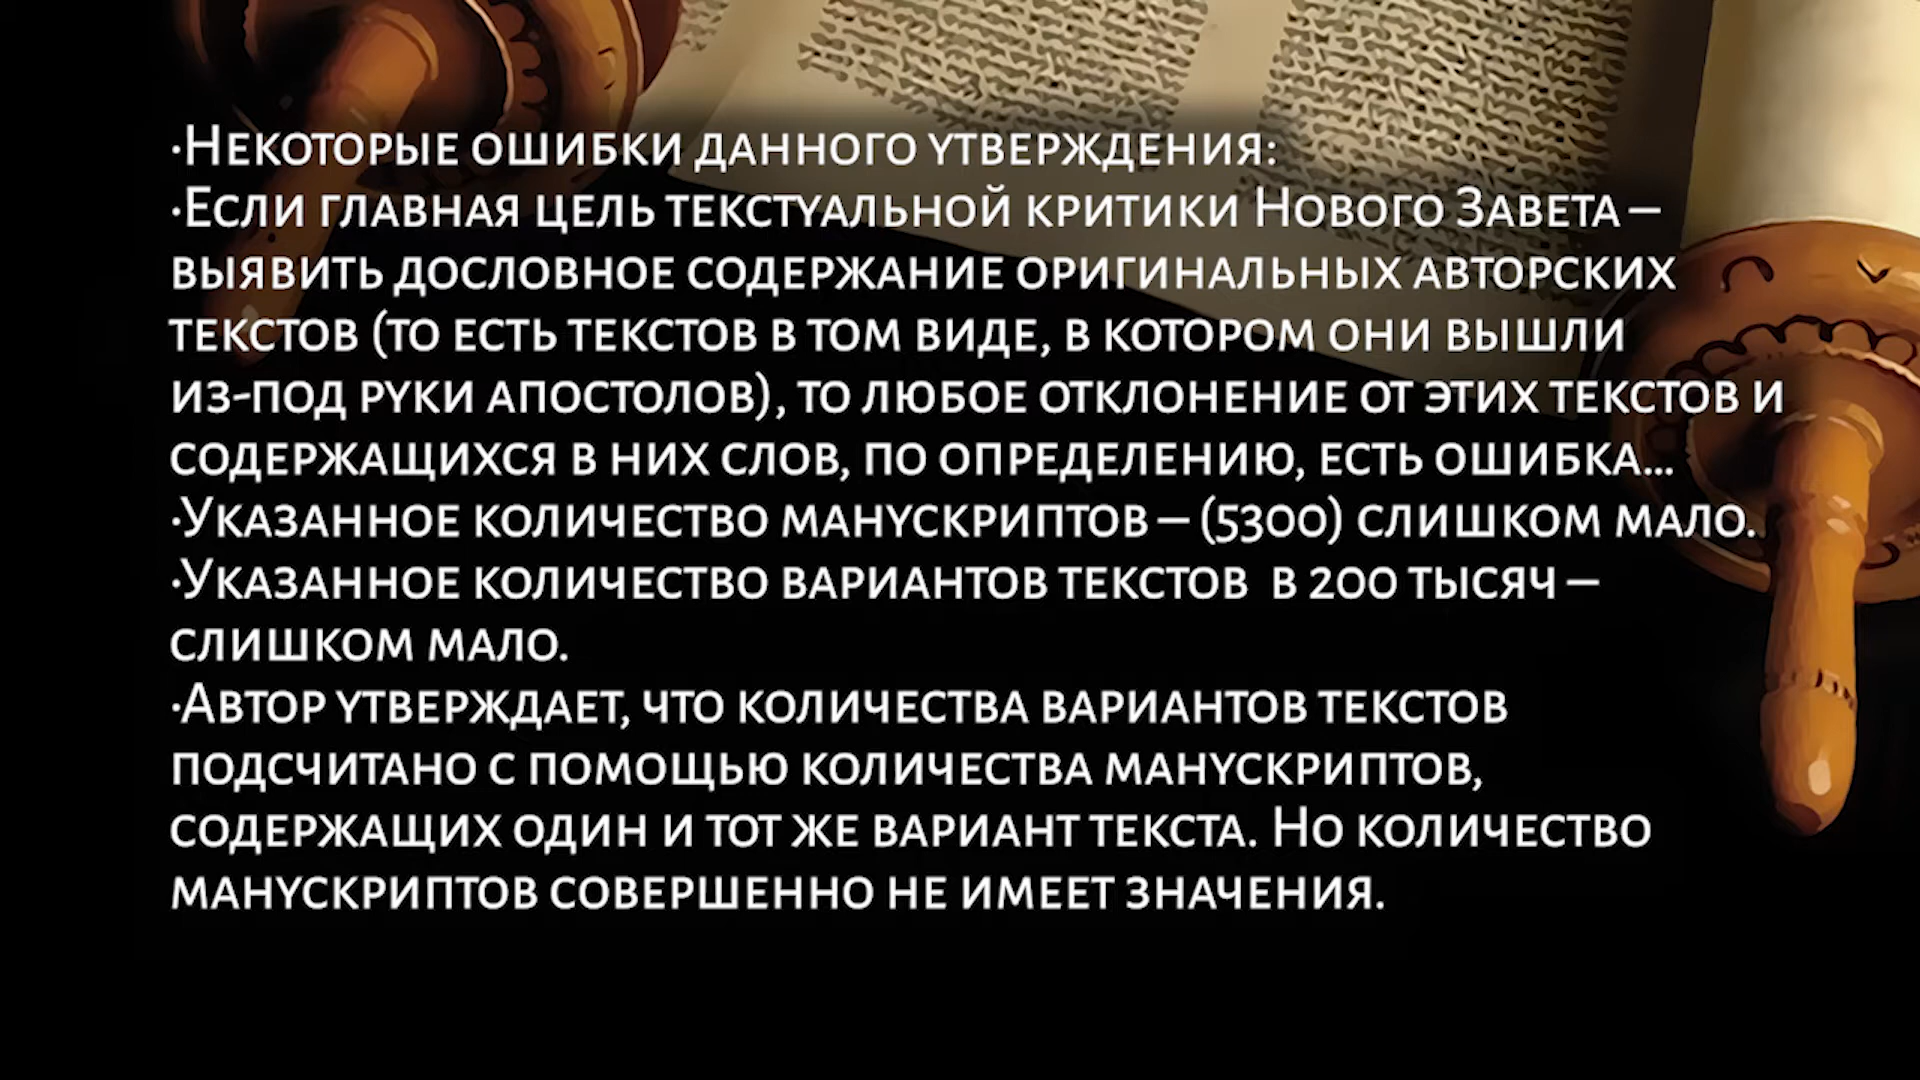 ·Некоторые ошибки данного утверждения:
·Если главная цель текстуальной критики Нового Завета –
выявить дословное содержание оригинальных авторских
текстов (то есть текстов в том виде, в котором они вышли
из-под руки апостолов), то любое отклонение от этих текстов и
содержащихся в них слов, по определению, есть ошибка...
·Указанное количество манускриптов – (5300) слишком мало.
·Указанное количество вариантов текстов в 200 тысяч –
слишком мало.
·Автор утверждает, что количества вариантов текстов
подсчитано с помощью количества манускриптов,
содержащих один и тот же вариант текста. Но количество
манускриптов совершенно не имеет значения.